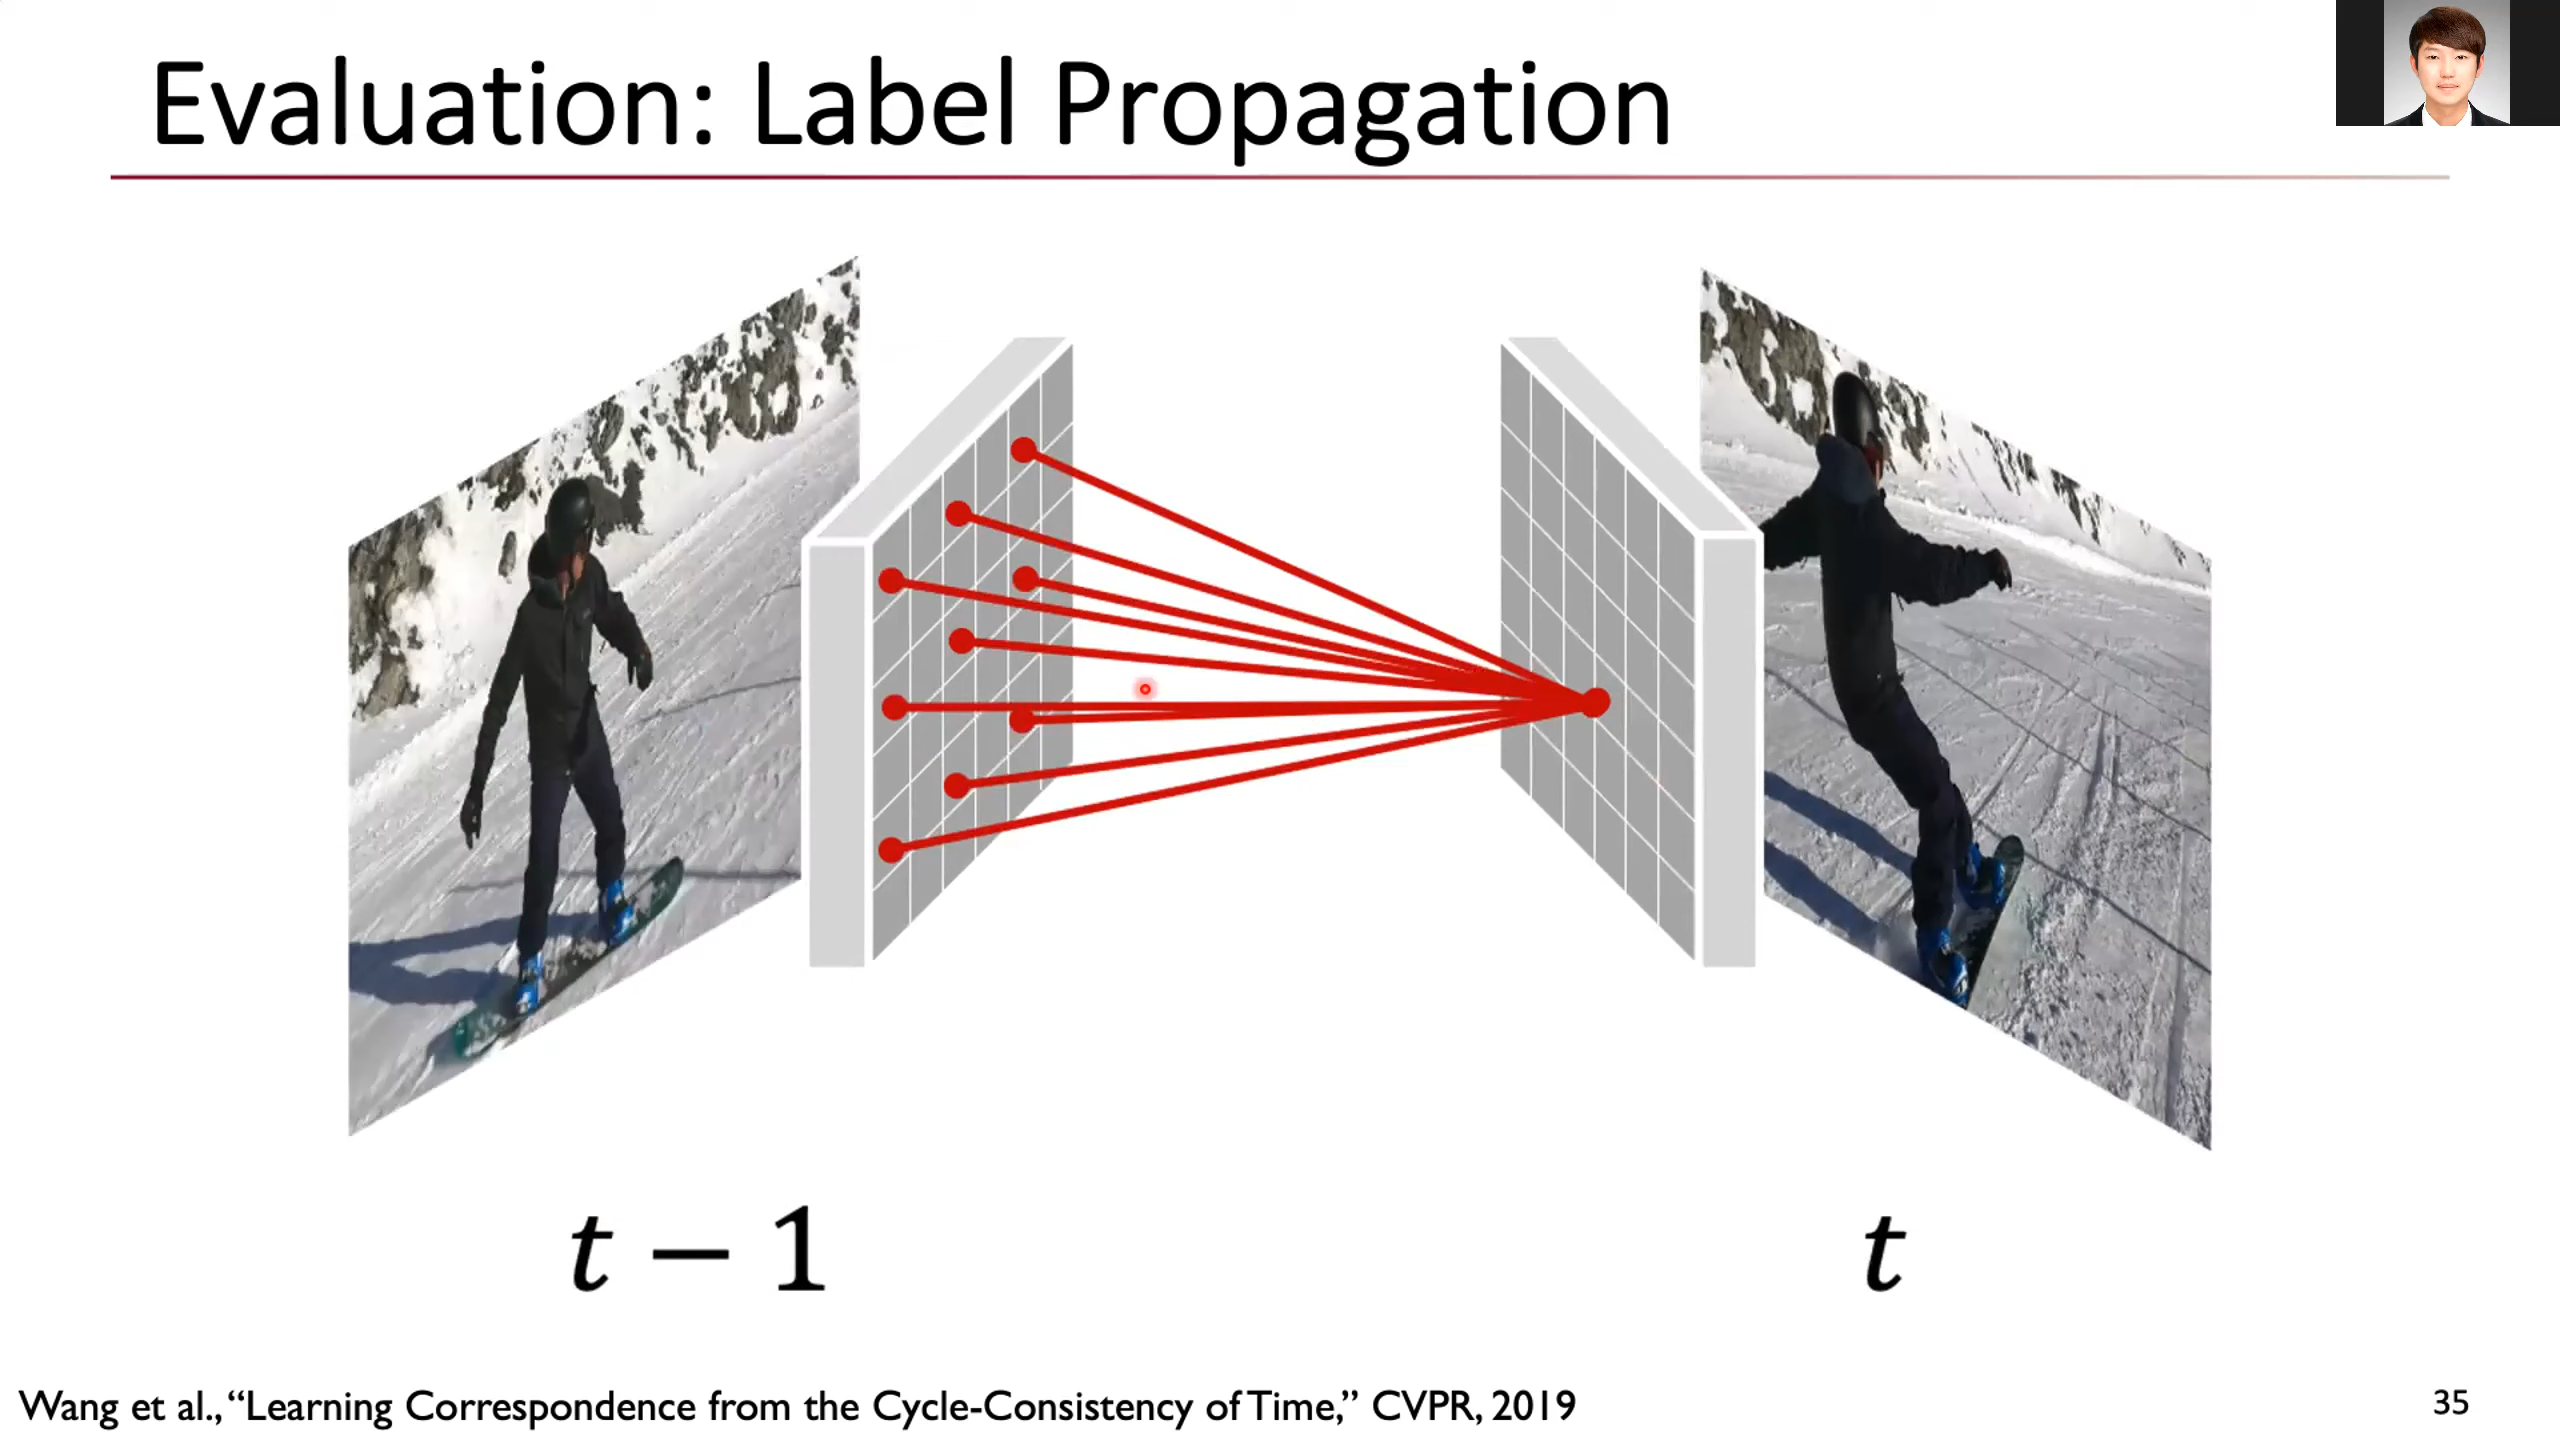 Evaluation: Label Propagation
t − 1
t
Wang et al., “Learning Correspondence from the Cycle-Consistency of Time,” CVPR, 2019
35